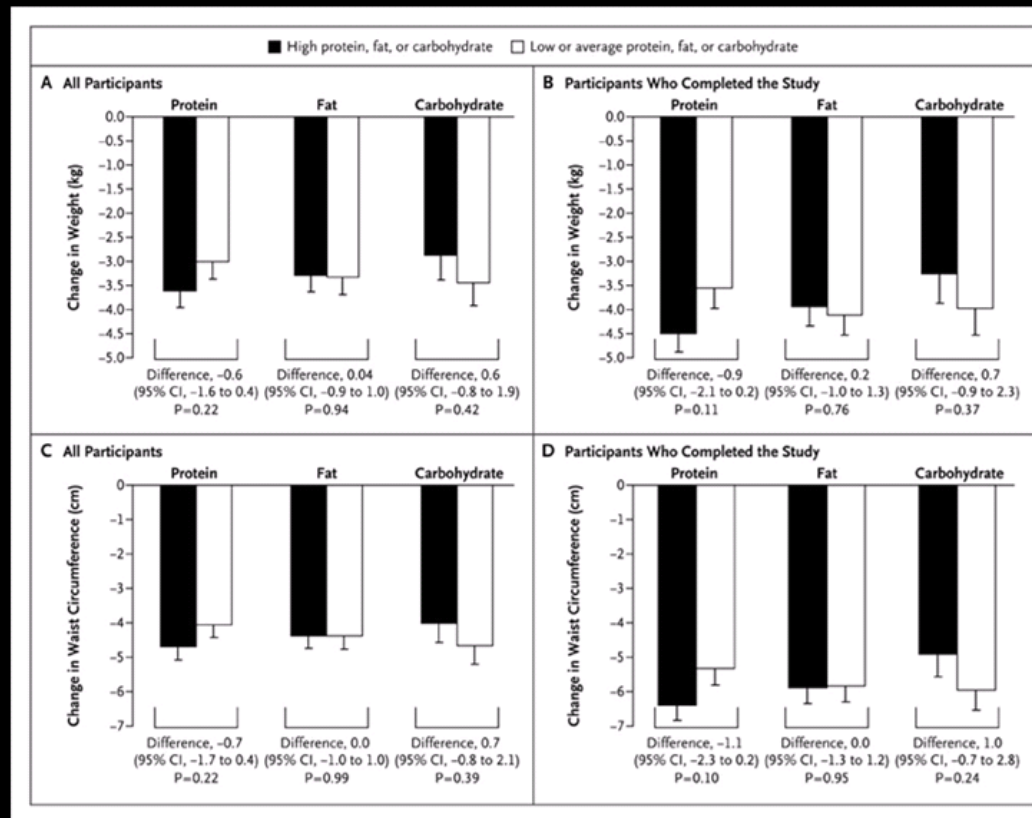 High protein, fat, or carbohydrate Low or average protein, fat, or carbohydrate
A All Participants
Protein Fat Carbohydrate
Change in Weight (kg)
0.0
−0.5
−1.0
−1.5
−2.0
−2.5
−3.0
−3.5
−4.0
−4.5
−5.0
Difference, −0.6
(95% CI, −1.6 to 0.4)
P=0.22
Difference, 0.04
(95% CI, −0.9 to 1.0)
P=0.94
Difference, 0.6
(95% CI, −0.8 to 1.9)
P=0.42
B Participants Who Completed the Study
Protein Fat Carbohydrate
Change in Weight (kg)
0.0
−0.5
−1.0
−1.5
−2.0
−2.5
−3.0
−3.5
−4.0
−4.5
−5.0
Difference, −0.9
(95% CI, −2.1 to 0.2)
P=0.11
Difference, 0.2
(95% CI, −1.0 to 1.3)
P=0.76
Difference, 0.7
(95% CI, −0.9 to 2.3)
P=0.37
C All Participants
Protein Fat Carbohydrate
Change in Waist Circumference (cm)
0
−1
−2
−3
−4
−5
−6
−7
Difference, −0.7
(95% CI, −1.7 to 0.4)
P=0.22
Difference, 0.0
(95% CI, −1.0 to 1.0)
P=0.99
Difference, 0.7
(95% CI, −0.8 to 2.1)
P=0.39
D Participants Who Completed the Study
Protein Fat Carbohydrate
Change in Waist Circumference (cm)
0
−1
−2
−3
−4
−5
−6
−7
Difference, −1.1
(95% CI, −2.3 to 0.2)
P=0.10
Difference, 0.0
(95% CI, −1.3 to 1.2)
P=0.95
Difference, 1.0
(95% CI, −0.7 to 2.8)
P=0.24